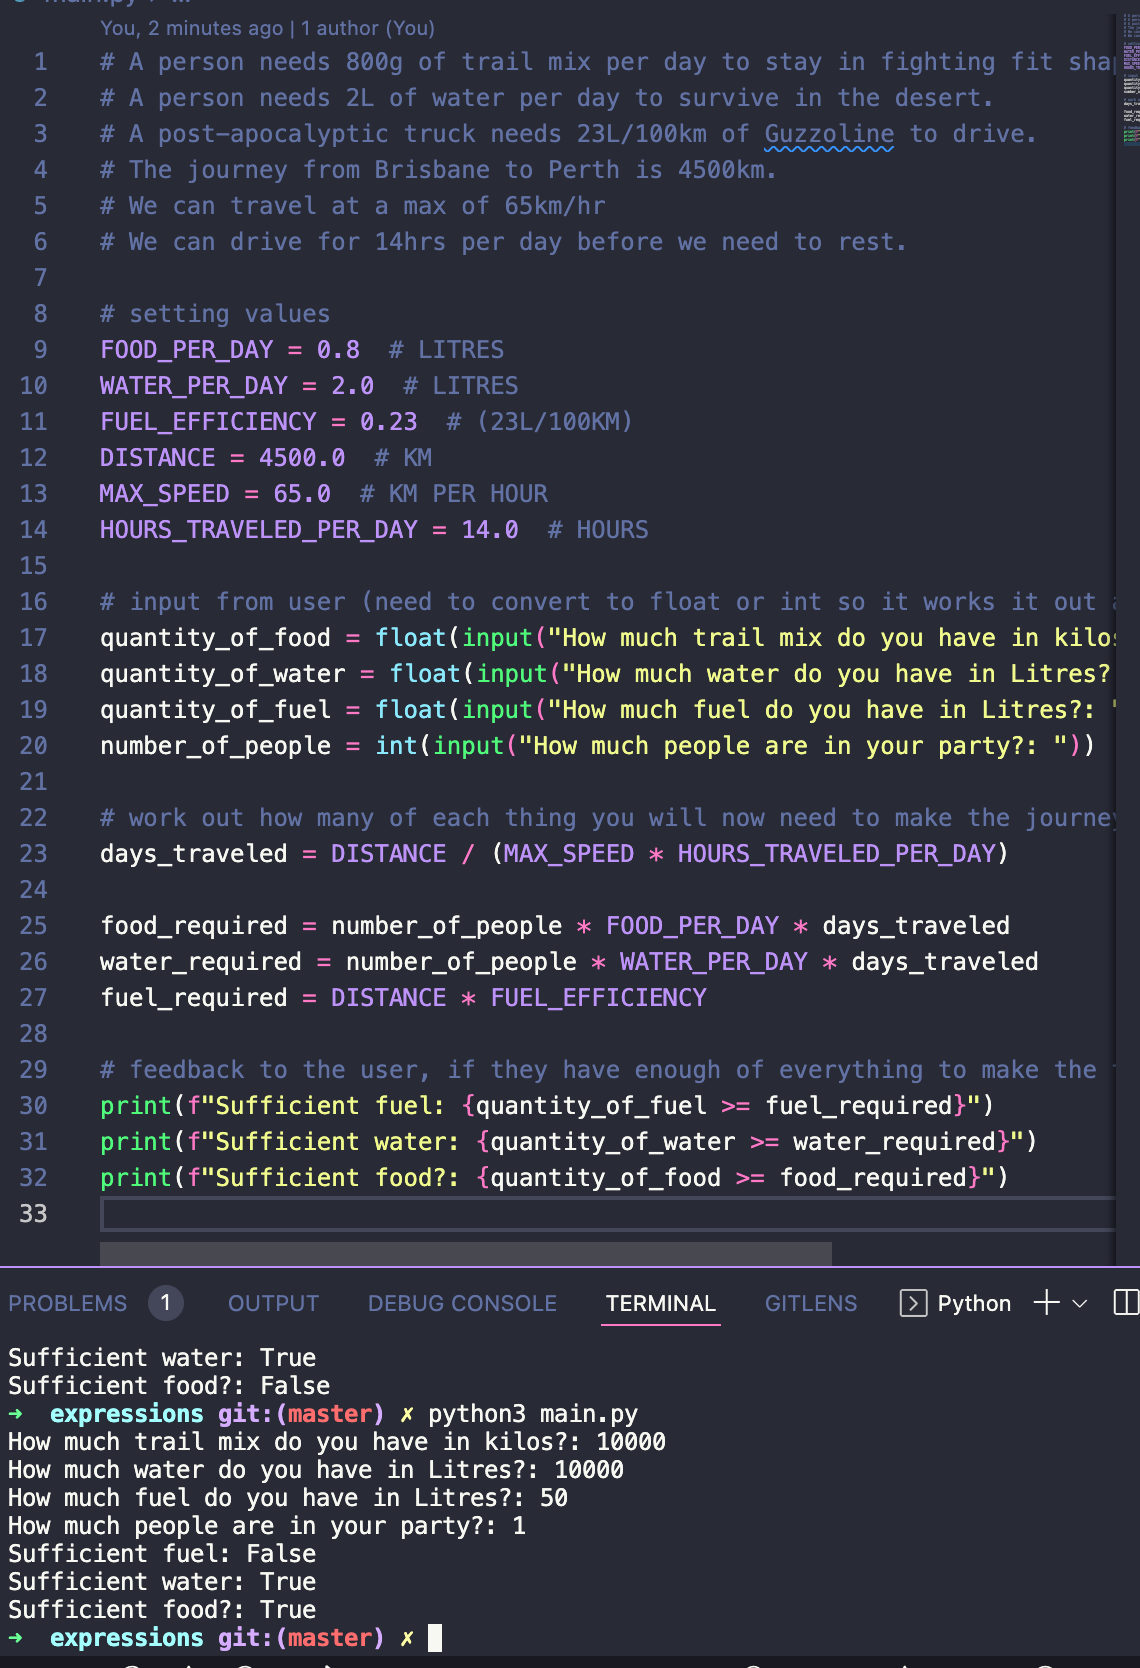 You, 2 minutes ago | 1 author (You)
1 # A person needs 800g of trail mix per day to stay in fighting fit
2 # A person needs 2L of water per day to survive in the desert.
3 # A post-apocalyptic truck needs 23L/100km of Guzzoline to drive.
4 # The journey from Brisbane to Perth is 4500km.
5 # We can travel at a max of 65km/hr
6 # We can drive for 14hrs per day before we need to rest.
7
8 # setting values
9 FOOD_PER_DAY = 0.8  # LITRES
10 WATER_PER_DAY = 2.0  # LITRES
11 FUEL_EFFICIENCY = 0.23  # (23L/100KM)
12 DISTANCE = 4500.0  # KM
13 MAX_SPEED = 65.0  # KM PER HOUR
14 HOURS_TRAVELED_PER_DAY = 14.0  # HOURS
15
16 # input from user (need to convert to float or int so it works it out
17 quantity_of_food = float(input("How much trail mix do you have in kilos
18 quantity_of_water = float(input("How much water do you have in Litres?
19 quantity_of_fuel = float(input("How much fuel do you have in Litres?: "
20 number_of_people = int(input("How much people are in your party?: "))
21
22 # work out how many of each thing you will now need to make the journey
23 days_traveled = DISTANCE / (MAX_SPEED * HOURS_TRAVELED_PER_DAY)
24
25 food_required = number_of_people * FOOD_PER_DAY * days_traveled
26 water_required = number_of_people * WATER_PER_DAY * days_traveled
27 fuel_required = DISTANCE * FUEL_EFFICIENCY
28
29 # feedback to the user, if they have enough of everything to make the
30 print(f"Sufficient fuel: {quantity_of_fuel >= fuel_required}")
31 print(f"Sufficient water: {quantity_of_water >= water_required}")
32 print(f"Sufficient food?: {quantity_of_food >= food_required}")
33
PROBLEMS 1 OUTPUT DEBUG CONSOLE TERMINAL GITLENS Python
Sufficient water: True
Sufficient food?: False
➜  expressions git:(master) ✗ python3 main.py
How much trail mix do you have in kilos?: 10000
How much water do you have in Litres?: 10000
How much fuel do you have in Litres?: 50
How much people are in your party?: 1
Sufficient fuel: False
Sufficient water: True
Sufficient food?: True
➜  expressions git:(master) ✗